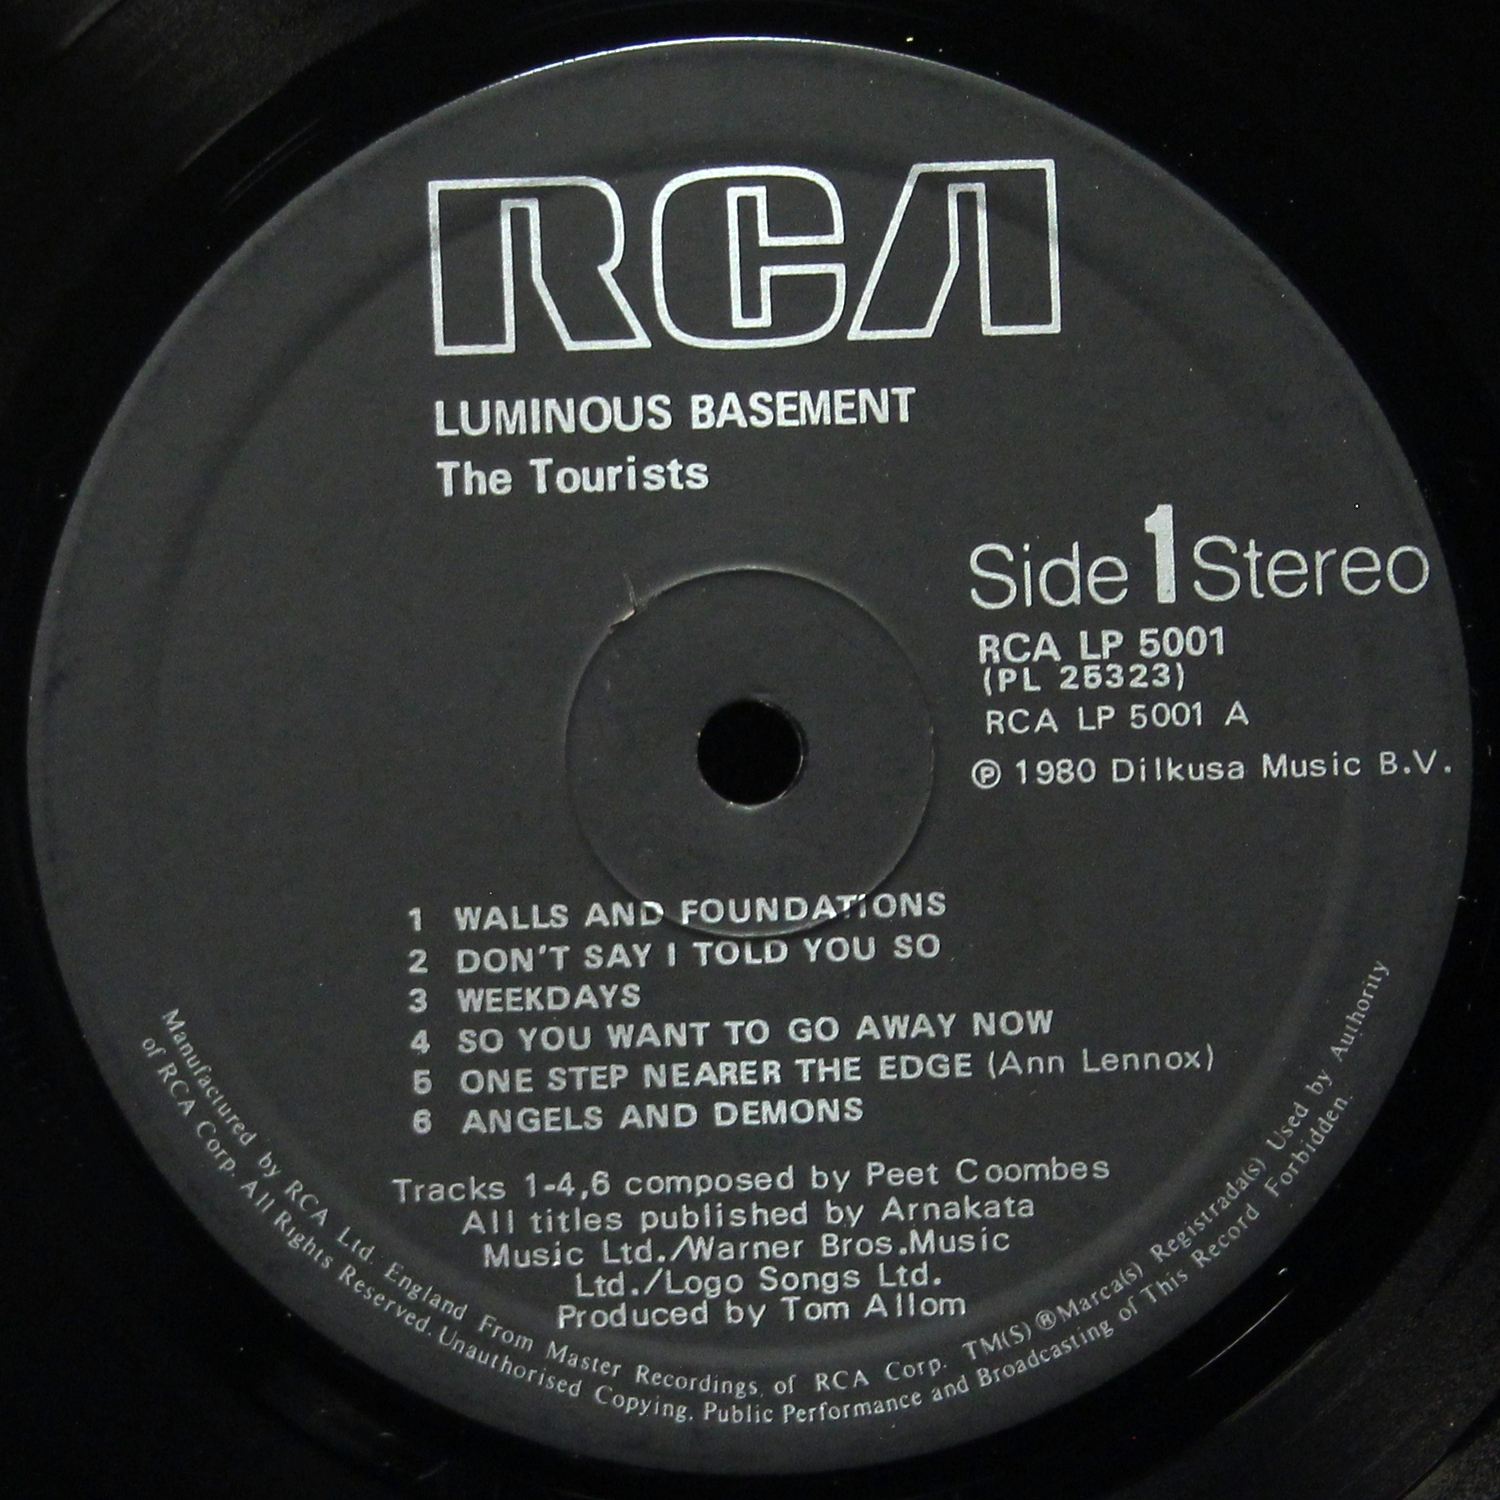 RCA
LUMINOUS BASEMENT
The Tourists
Side 1 Stereo
RCA LP 5001
(PL 25323)
RCA LP 5001 A
℗ 1980 Dilkusa Music B.V.
1 WALLS AND FOUNDATIONS
2 DON'T SAY I TOLD YOU SO
3 WEEKDAYS
4 SO YOU WANT TO GO AWAY NOW
5 ONE STEP NEARER THE EDGE (Ann Lennox)
6 ANGELS AND DEMONS
Tracks 1-4,6 composed by Peet Coombes
All titles published by Arnakata
Music Ltd./Warner Bros.Music
Ltd./Logo Songs Ltd.
Produced by Tom Allom
Manufactured by RCA Ltd. England From Master Recordings of RCA Corp. TM(S) ® Marca(s) Registrada(s) Used by Authority
of RCA Corp. All Rights Reserved. Unauthorised Copying, Public Performance and Broadcasting of This Record Forbidden.